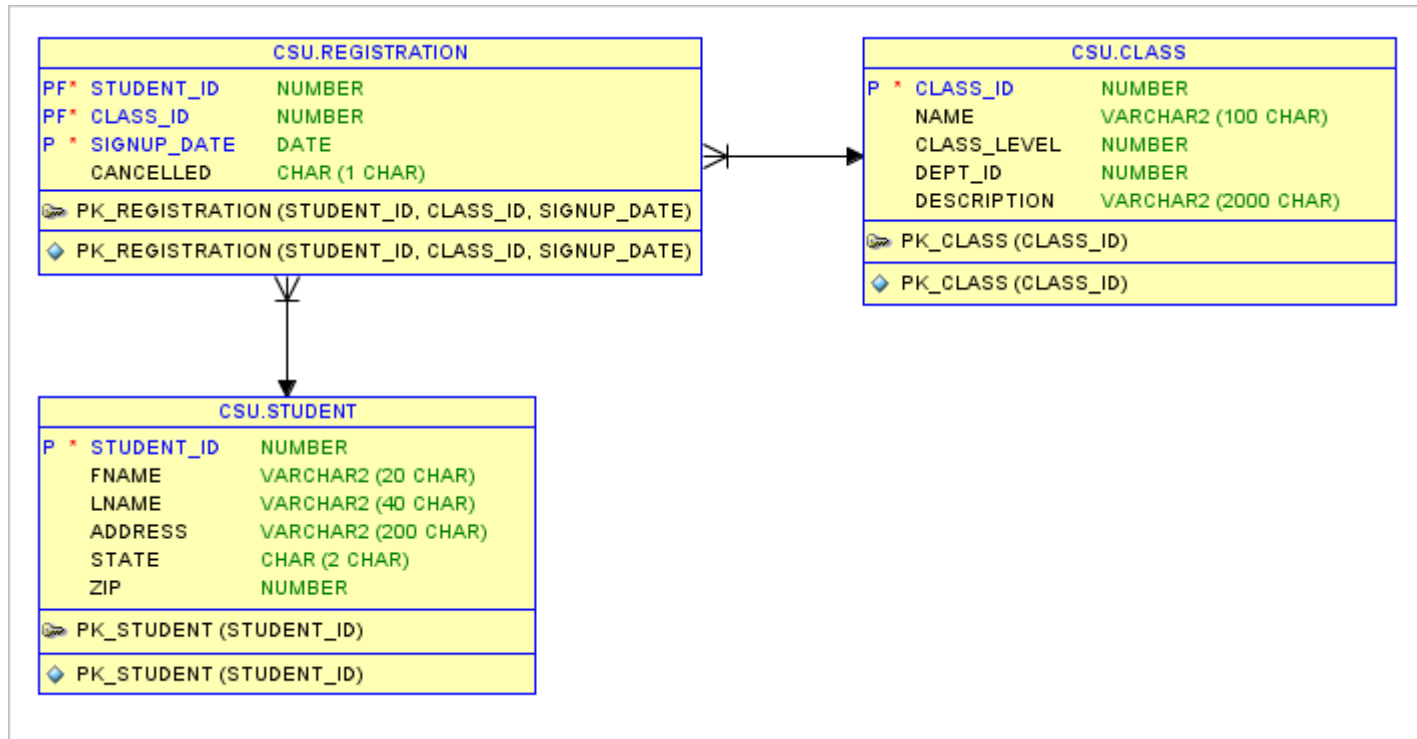 CSU.REGISTRATION
PF* STUDENT_ID NUMBER
PF* CLASS_ID NUMBER
P * SIGNUP_DATE DATE
CANCELLED CHAR (1 CHAR)
PK_REGISTRATION (STUDENT_ID, CLASS_ID, SIGNUP_DATE)
PK_REGISTRATION (STUDENT_ID, CLASS_ID, SIGNUP_DATE)
CSU.CLASS
P * CLASS_ID NUMBER
NAME VARCHAR2 (100 CHAR)
CLASS_LEVEL NUMBER
DEPT_ID NUMBER
DESCRIPTION VARCHAR2 (2000 CHAR)
PK_CLASS (CLASS_ID)
PK_CLASS (CLASS_ID)
CSU.STUDENT
P * STUDENT_ID NUMBER
FNAME VARCHAR2 (20 CHAR)
LNAME VARCHAR2 (40 CHAR)
ADDRESS VARCHAR2 (200 CHAR)
STATE CHAR (2 CHAR)
ZIP NUMBER
PK_STUDENT (STUDENT_ID)
PK_STUDENT (STUDENT_ID)